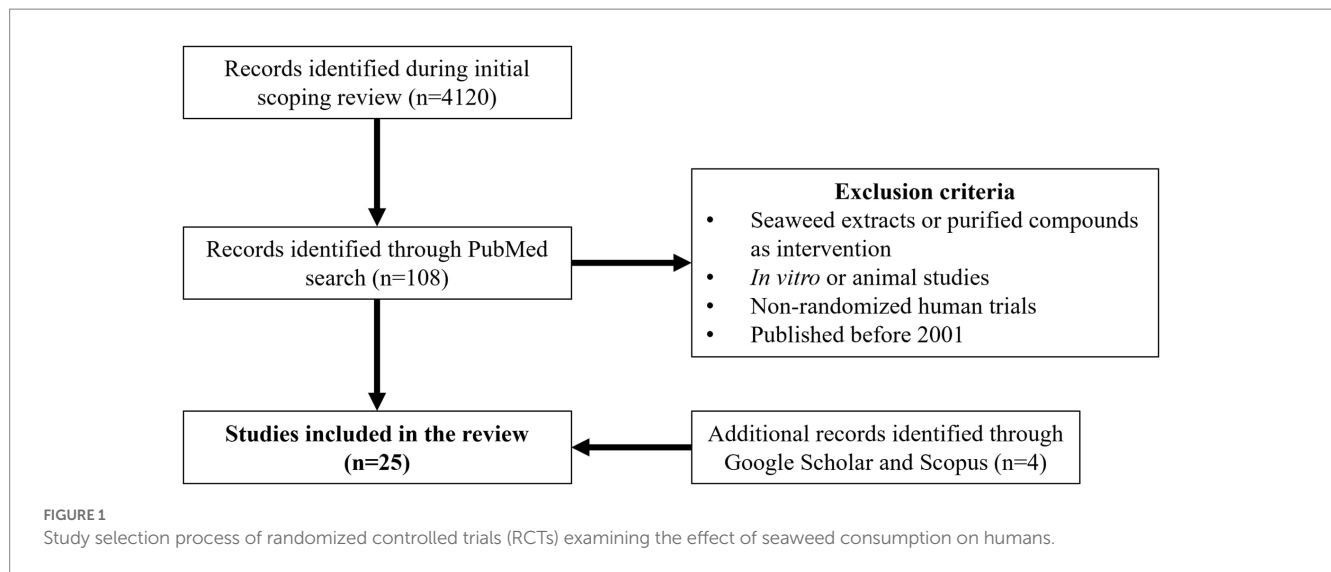 Records identified during initial
scoping review (n=4120)
Records identified through PubMed
search (n=108)
Exclusion criteria
• Seaweed extracts or purified compounds
as intervention
• In vitro or animal studies
• Non-randomized human trials
• Published before 2001
Studies included in the review
(n=25)
Additional records identified through
Google Scholar and Scopus (n=4)
FIGURE 1
Study selection process of randomized controlled trials (RCTs) examining the effect of seaweed consumption on humans.